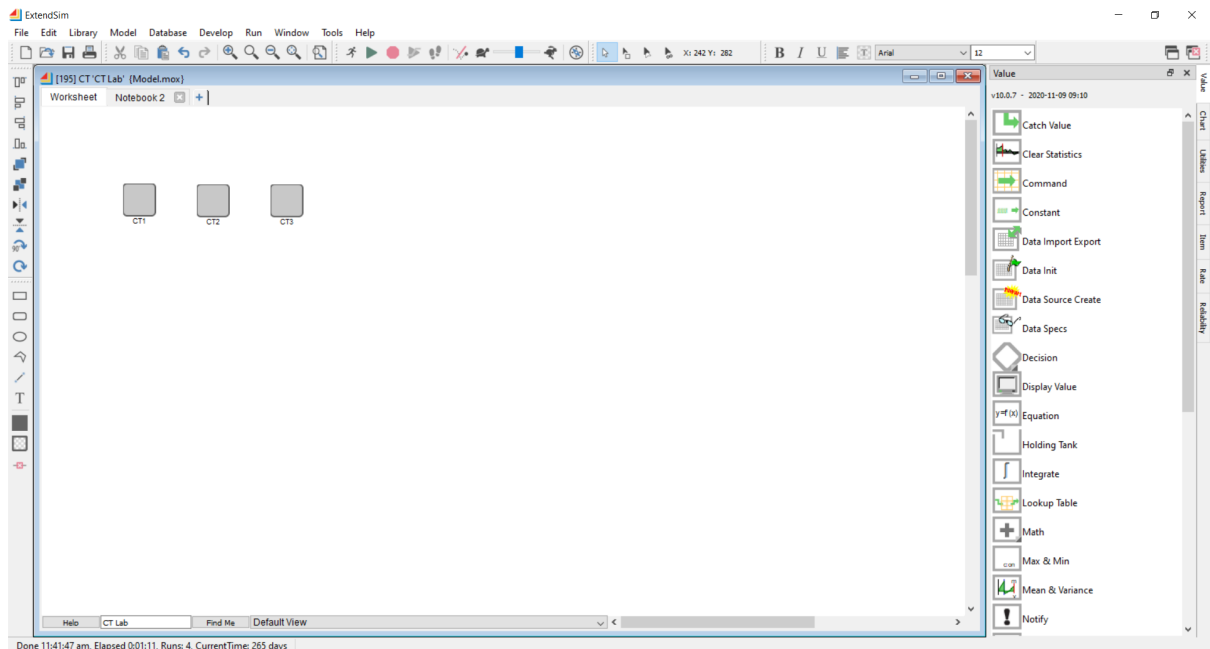 ExtendSim
File Edit Library Model Database Develop Run Window Tools Help
X: 242 Y: 282 B I U T Arial 12
[195] CT 'CT Lab' {Model.mox}
Worksheet Notebook 2 +
CT1 CT2 CT3
90°
T
Help CT Lab Find Me Default View
Value
v10.0.7 - 2020-11-09 09:10
Catch Value
Clear Statistics
Command
Constant
Data Import Export
Data Init
Data Source Create
Data Specs
Decision
Display Value
y=f(x) Equation
Holding Tank
Integrate
Lookup Table
Math
Max & Min
Mean & Variance
Notify
Value
Chart
Utilities
Report
Item
Rate
Reliability
Done 11:41:47 am. Elapsed 0:01:11. Runs: 4. CurrentTime: 265 days